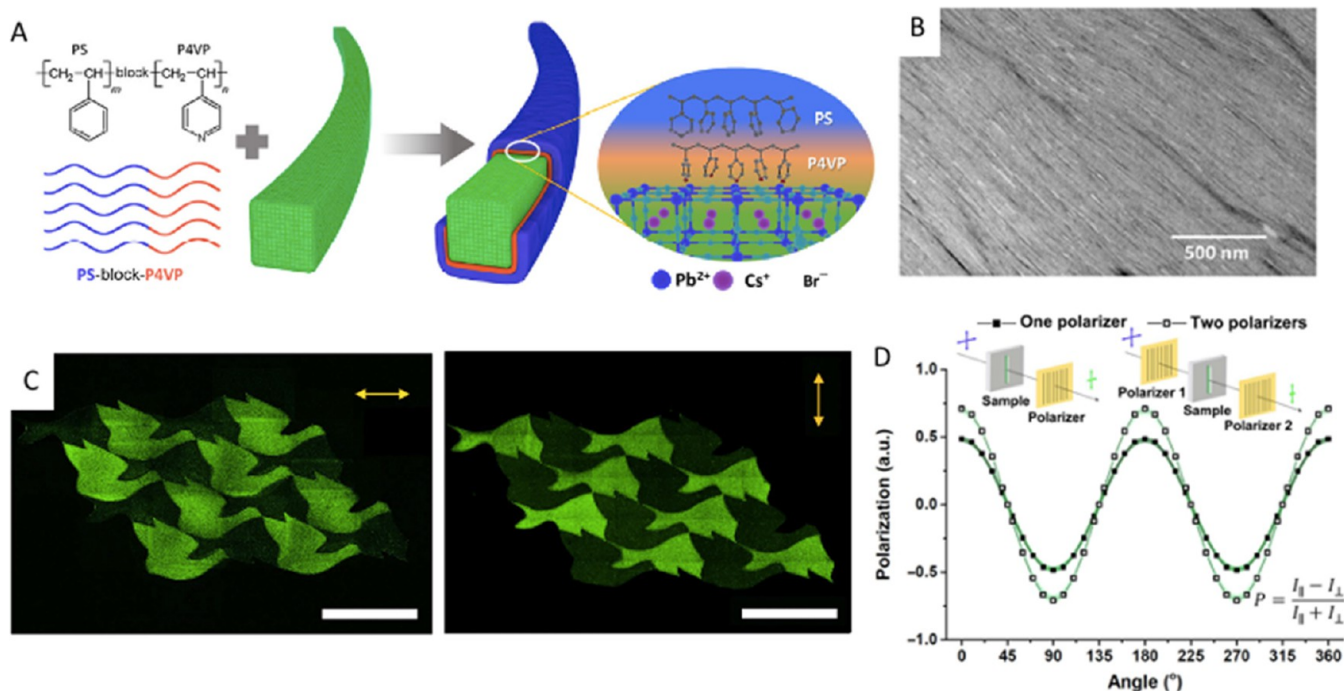 A
PS
P4VP
CH₂
CH
m
block
CH₂
CH
n
N
PS-block-P4VP
PS
P4VP
Pb²⁺ Cs⁺ Br⁻
B
500 nm
C
D
One polarizer Two polarizers
Sample
Polarizer
Polarizer 1
Sample
Polarizer 2
1.0
0.5
0.0
−0.5
−1.0
Polarization (a.u.)
P = (I∥ − I⊥)/(I∥ + I⊥)
0 45 90 135 180 225 270 315 360
Angle (°)